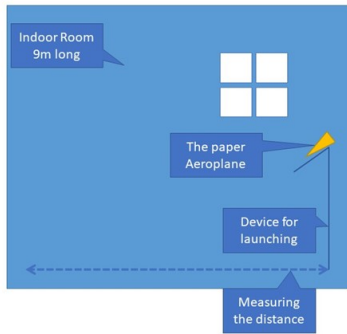 Indoor Room
9m long
The paper
Aeroplane
Device for
launching
Measuring
the distance